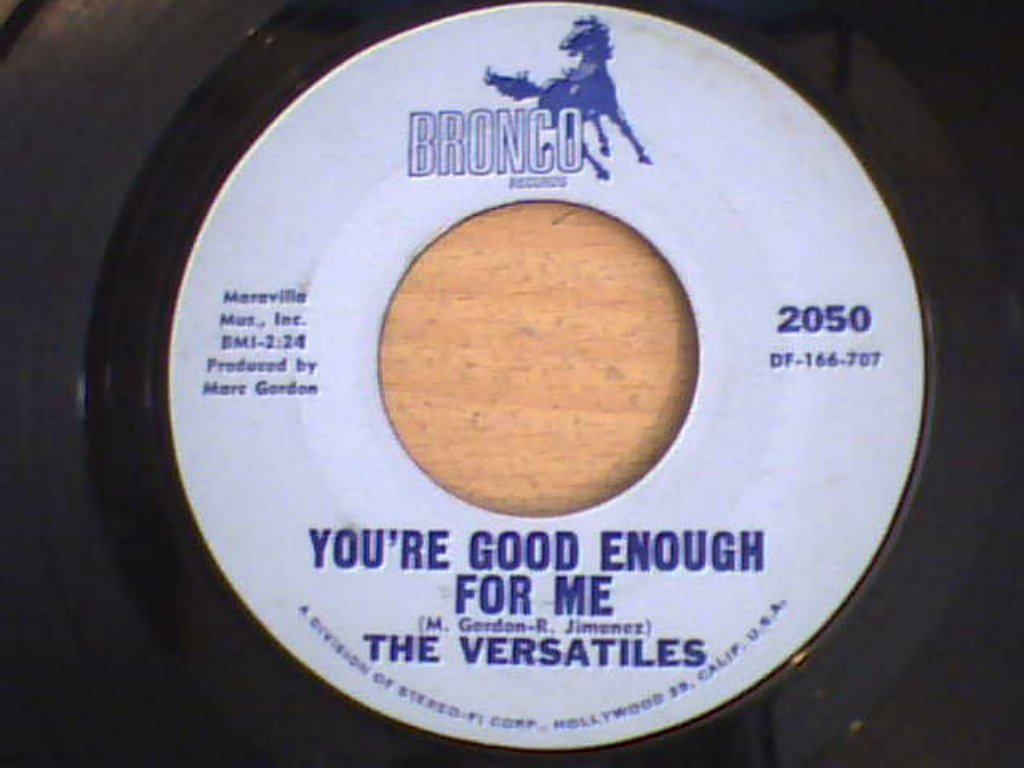 BRONCO
RECORDS
Maravilla
Mus., Inc.
BMI-2:24
Produced by
Marc Gordon
2050
DF-166-707
YOU'RE GOOD ENOUGH
FOR ME
(M. Gordon-R. Jimenez)
THE VERSATILES
A DIVISION OF STEREO-FI CORP., HOLLYWOOD 28, CALIF. U.S.A.